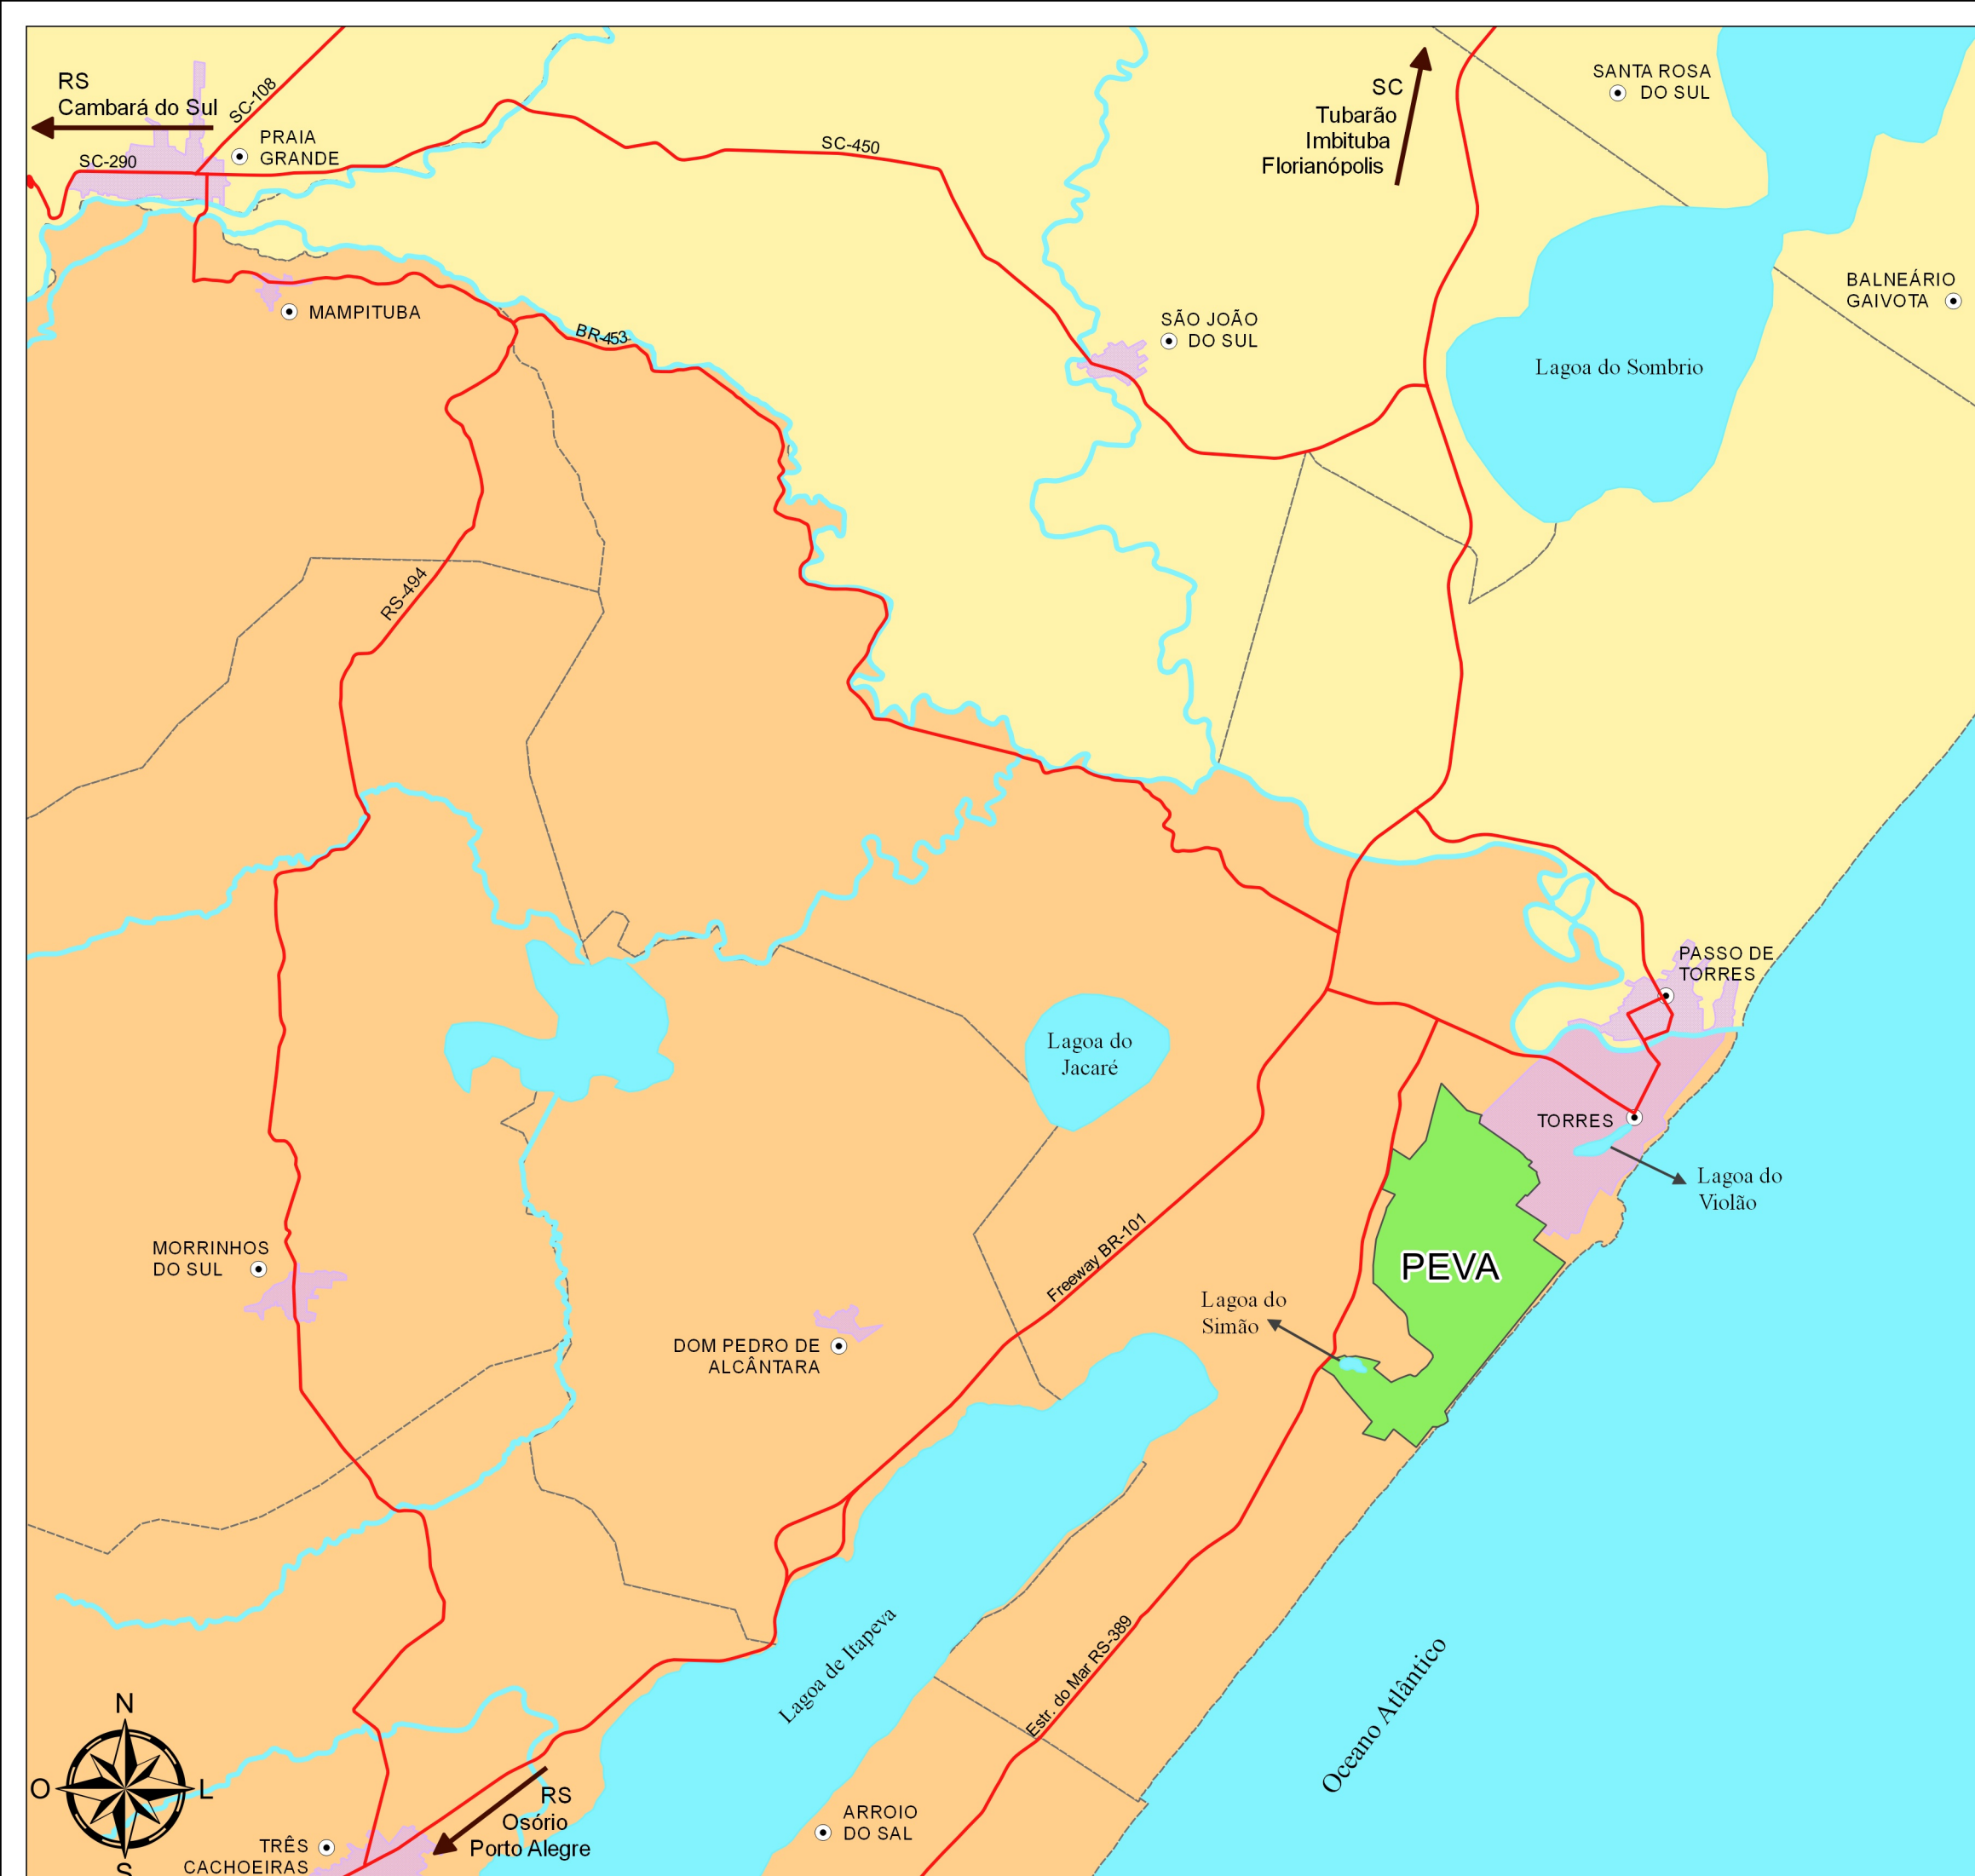 RS
Cambará do Sul
SC-108
PRAIA
GRANDE
SC-290
SC-450
SC
Tubarão
Imbituba
Florianópolis
SANTA ROSA
DO SUL
BALNEÁRIO
GAIVOTA
MAMPITUBA
BR-453
SÃO JOÃO
DO SUL
Lagoa do Sombrio
RS-494
PASSO DE
TORRES
Lagoa do
Jacaré
TORRES
Lagoa do
Violão
MORRINHOS
DO SUL
Freeway BR-101
PEVA
Lagoa do
Simão
DOM PEDRO DE
ALCÂNTARA
Lagoa de Itapeva
Estr. do Mar RS-389
Oceano Atlântico
N
O
L
S
RS
Osório
Porto Alegre
ARROIO
DO SAL
TRÊS
CACHOEIRAS